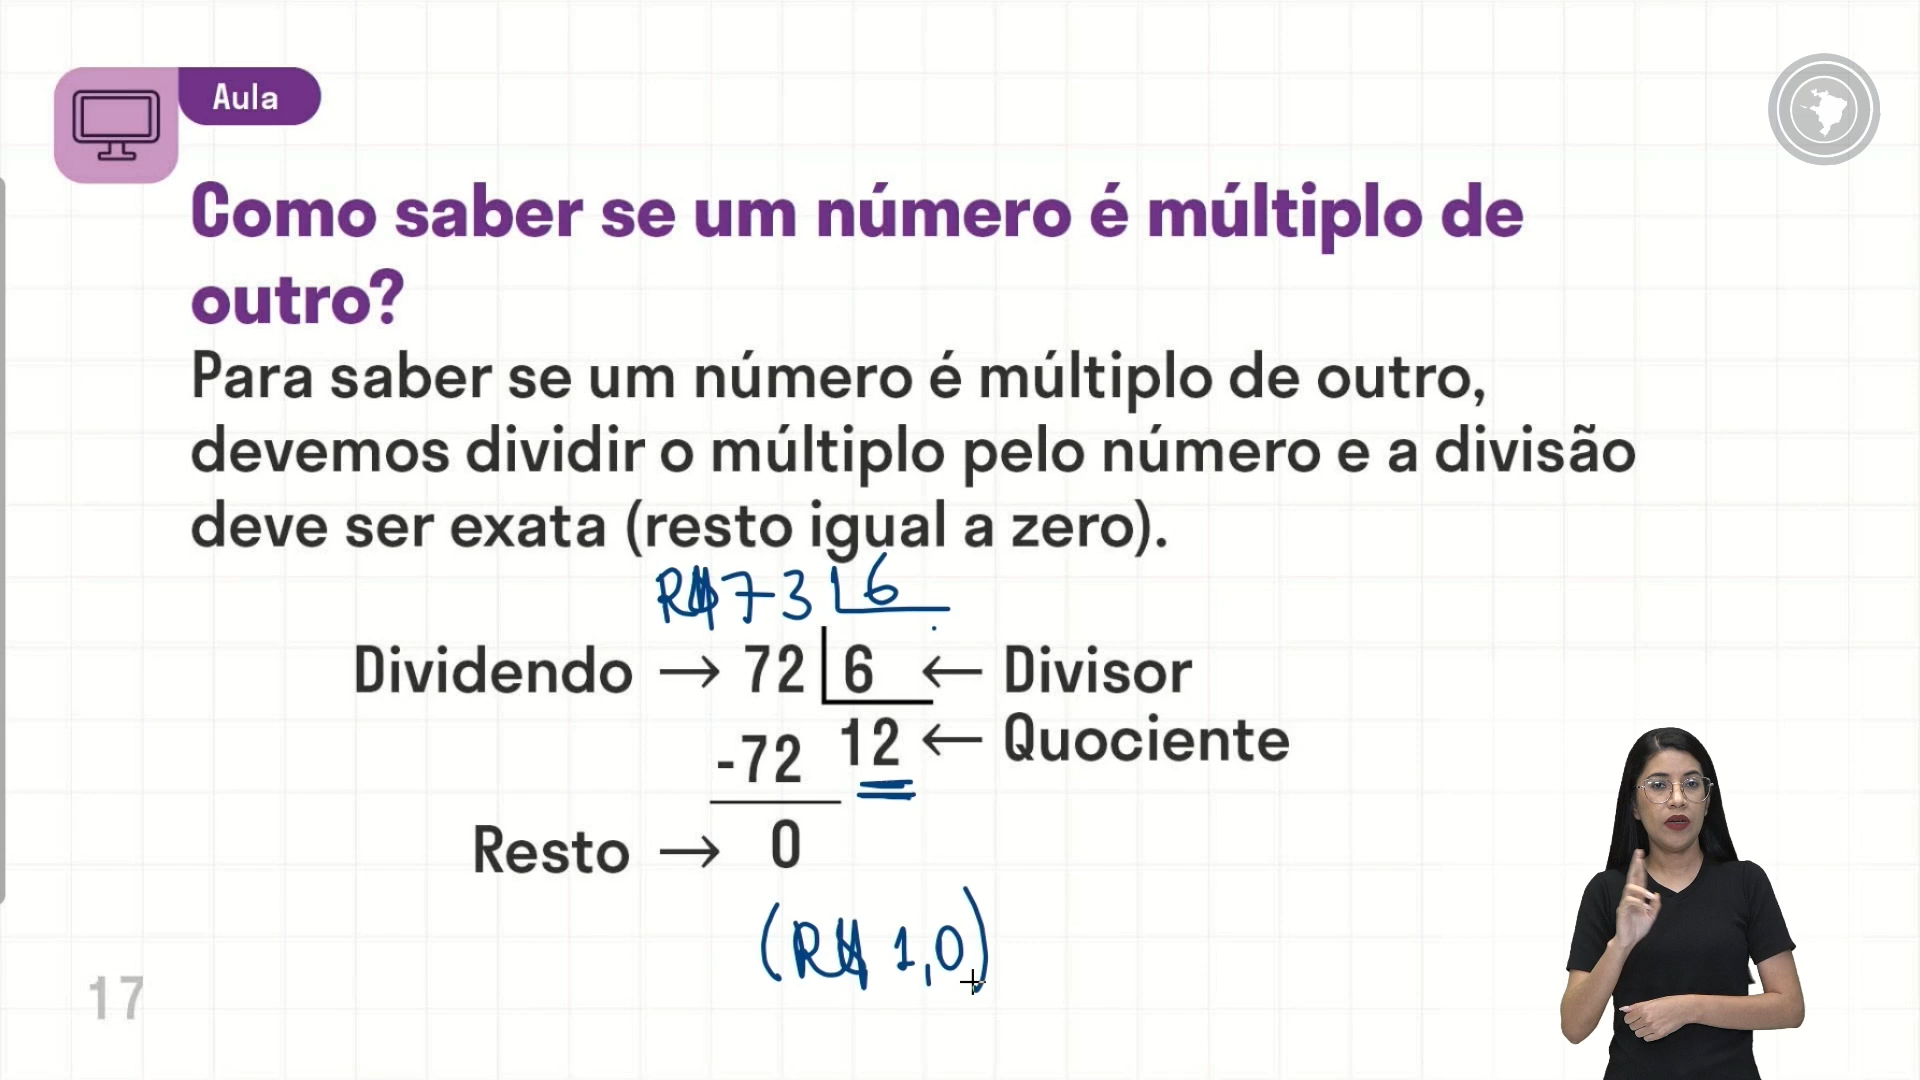 Aula
Como saber se um número é múltiplo de
outro?
Para saber se um número é múltiplo de outro,
devemos dividir o múltiplo pelo número e a divisão
deve ser exata (resto igual a zero).
R$ 73 6
Dividendo → 72 6 ← Divisor
-72 12 ← Quociente
Resto → 0
(R$ 1,0)
17